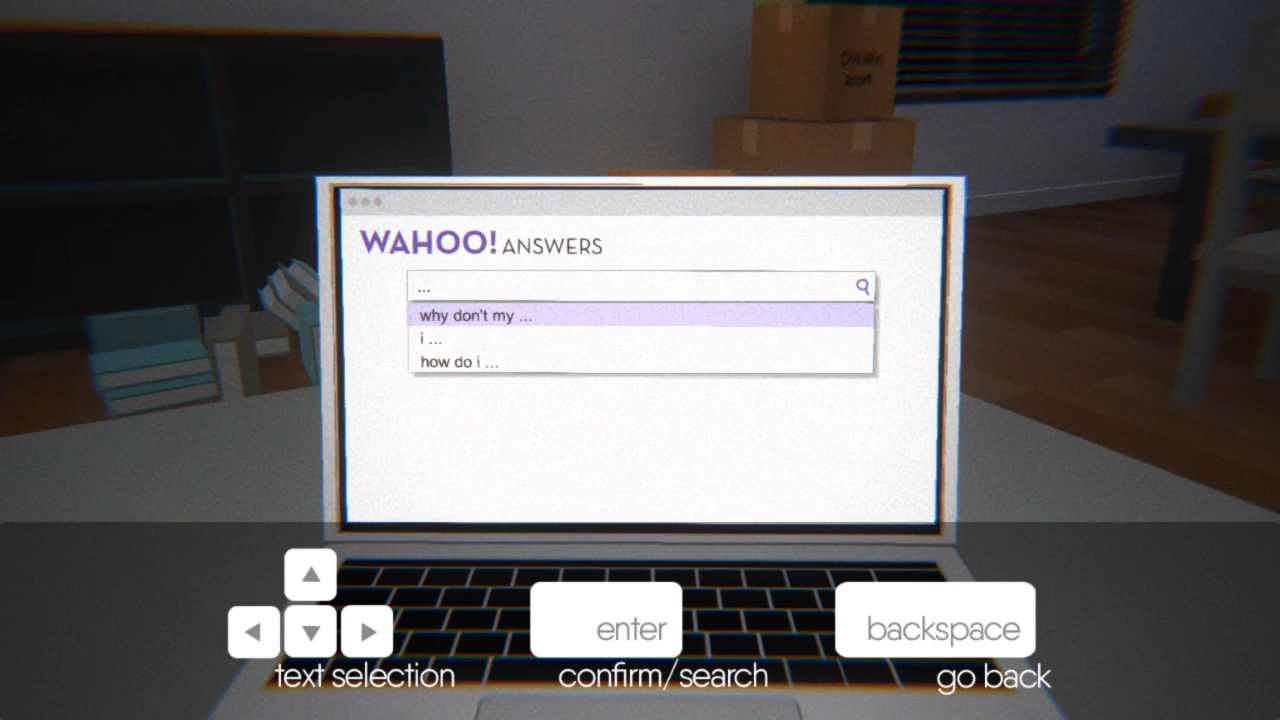 WAHOO! ANSWERS
...
why don't my ...
i ...
how do i ...
enter
backspace
text selection
confirm/search
go back